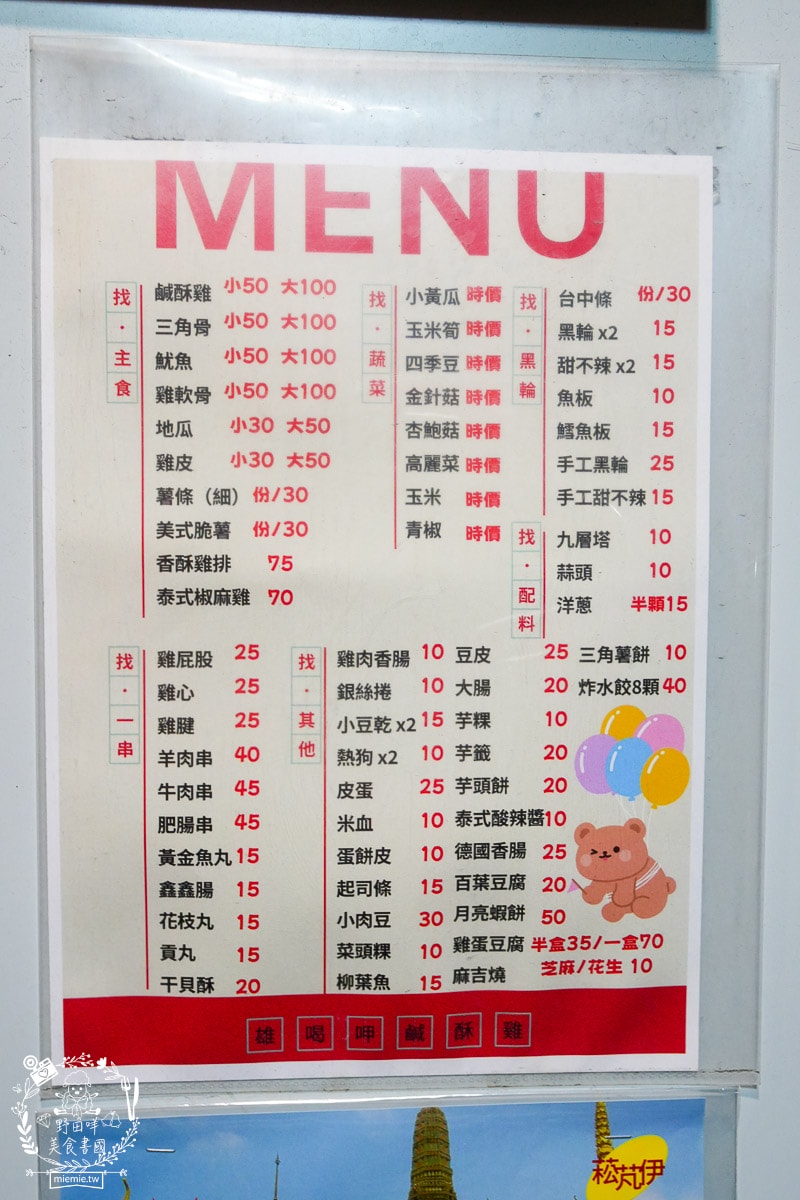 MENU
找·主食
鹹酥雞 小50 大100
三角骨 小50 大100
魷魚 小50 大100
雞軟骨 小50 大100
地瓜 小30 大50
雞皮 小30 大50
薯條（細）份/30
美式脆薯 份/30
香酥雞排 75
泰式椒麻雞 70
找·蔬菜
小黃瓜 時價
玉米筍 時價
四季豆 時價
金針菇 時價
杏鮑菇 時價
高麗菜 時價
玉米 時價
青椒 時價
找·黑輪
台中條 份/30
黑輪 x2 15
甜不辣 x2 15
魚板 10
鱈魚板 15
手工黑輪 25
手工甜不辣 15
找·配料
九層塔 10
蒜頭 10
洋蔥 半顆15
找·一串
雞屁股 25
雞心 25
雞腱 25
羊肉串 40
牛肉串 45
肥腸串 45
黃金魚丸 15
鑫鑫腸 15
花枝丸 15
貢丸 15
干貝酥 20
找·其他
雞肉香腸 10
銀絲捲 10
小豆乾 x2 15
熱狗 x2 10
皮蛋 25
米血 10
蛋餅皮 10
起司條 15
小肉豆 30
菜頭粿 10
柳葉魚 15
豆皮 25
大腸 20
芋粿 10
芋籤 20
芋頭餅 20
泰式酸辣醬 10
德國香腸 25
百葉豆腐 20
月亮蝦餅 50
雞蛋豆腐 半盒35/一盒70
麻吉燒 芝麻/花生 10
三角薯餅 10
炸水餃8顆 40
雄喝呷鹹酥雞
野田咩
美食書國
miemie.tw
菘芃伊